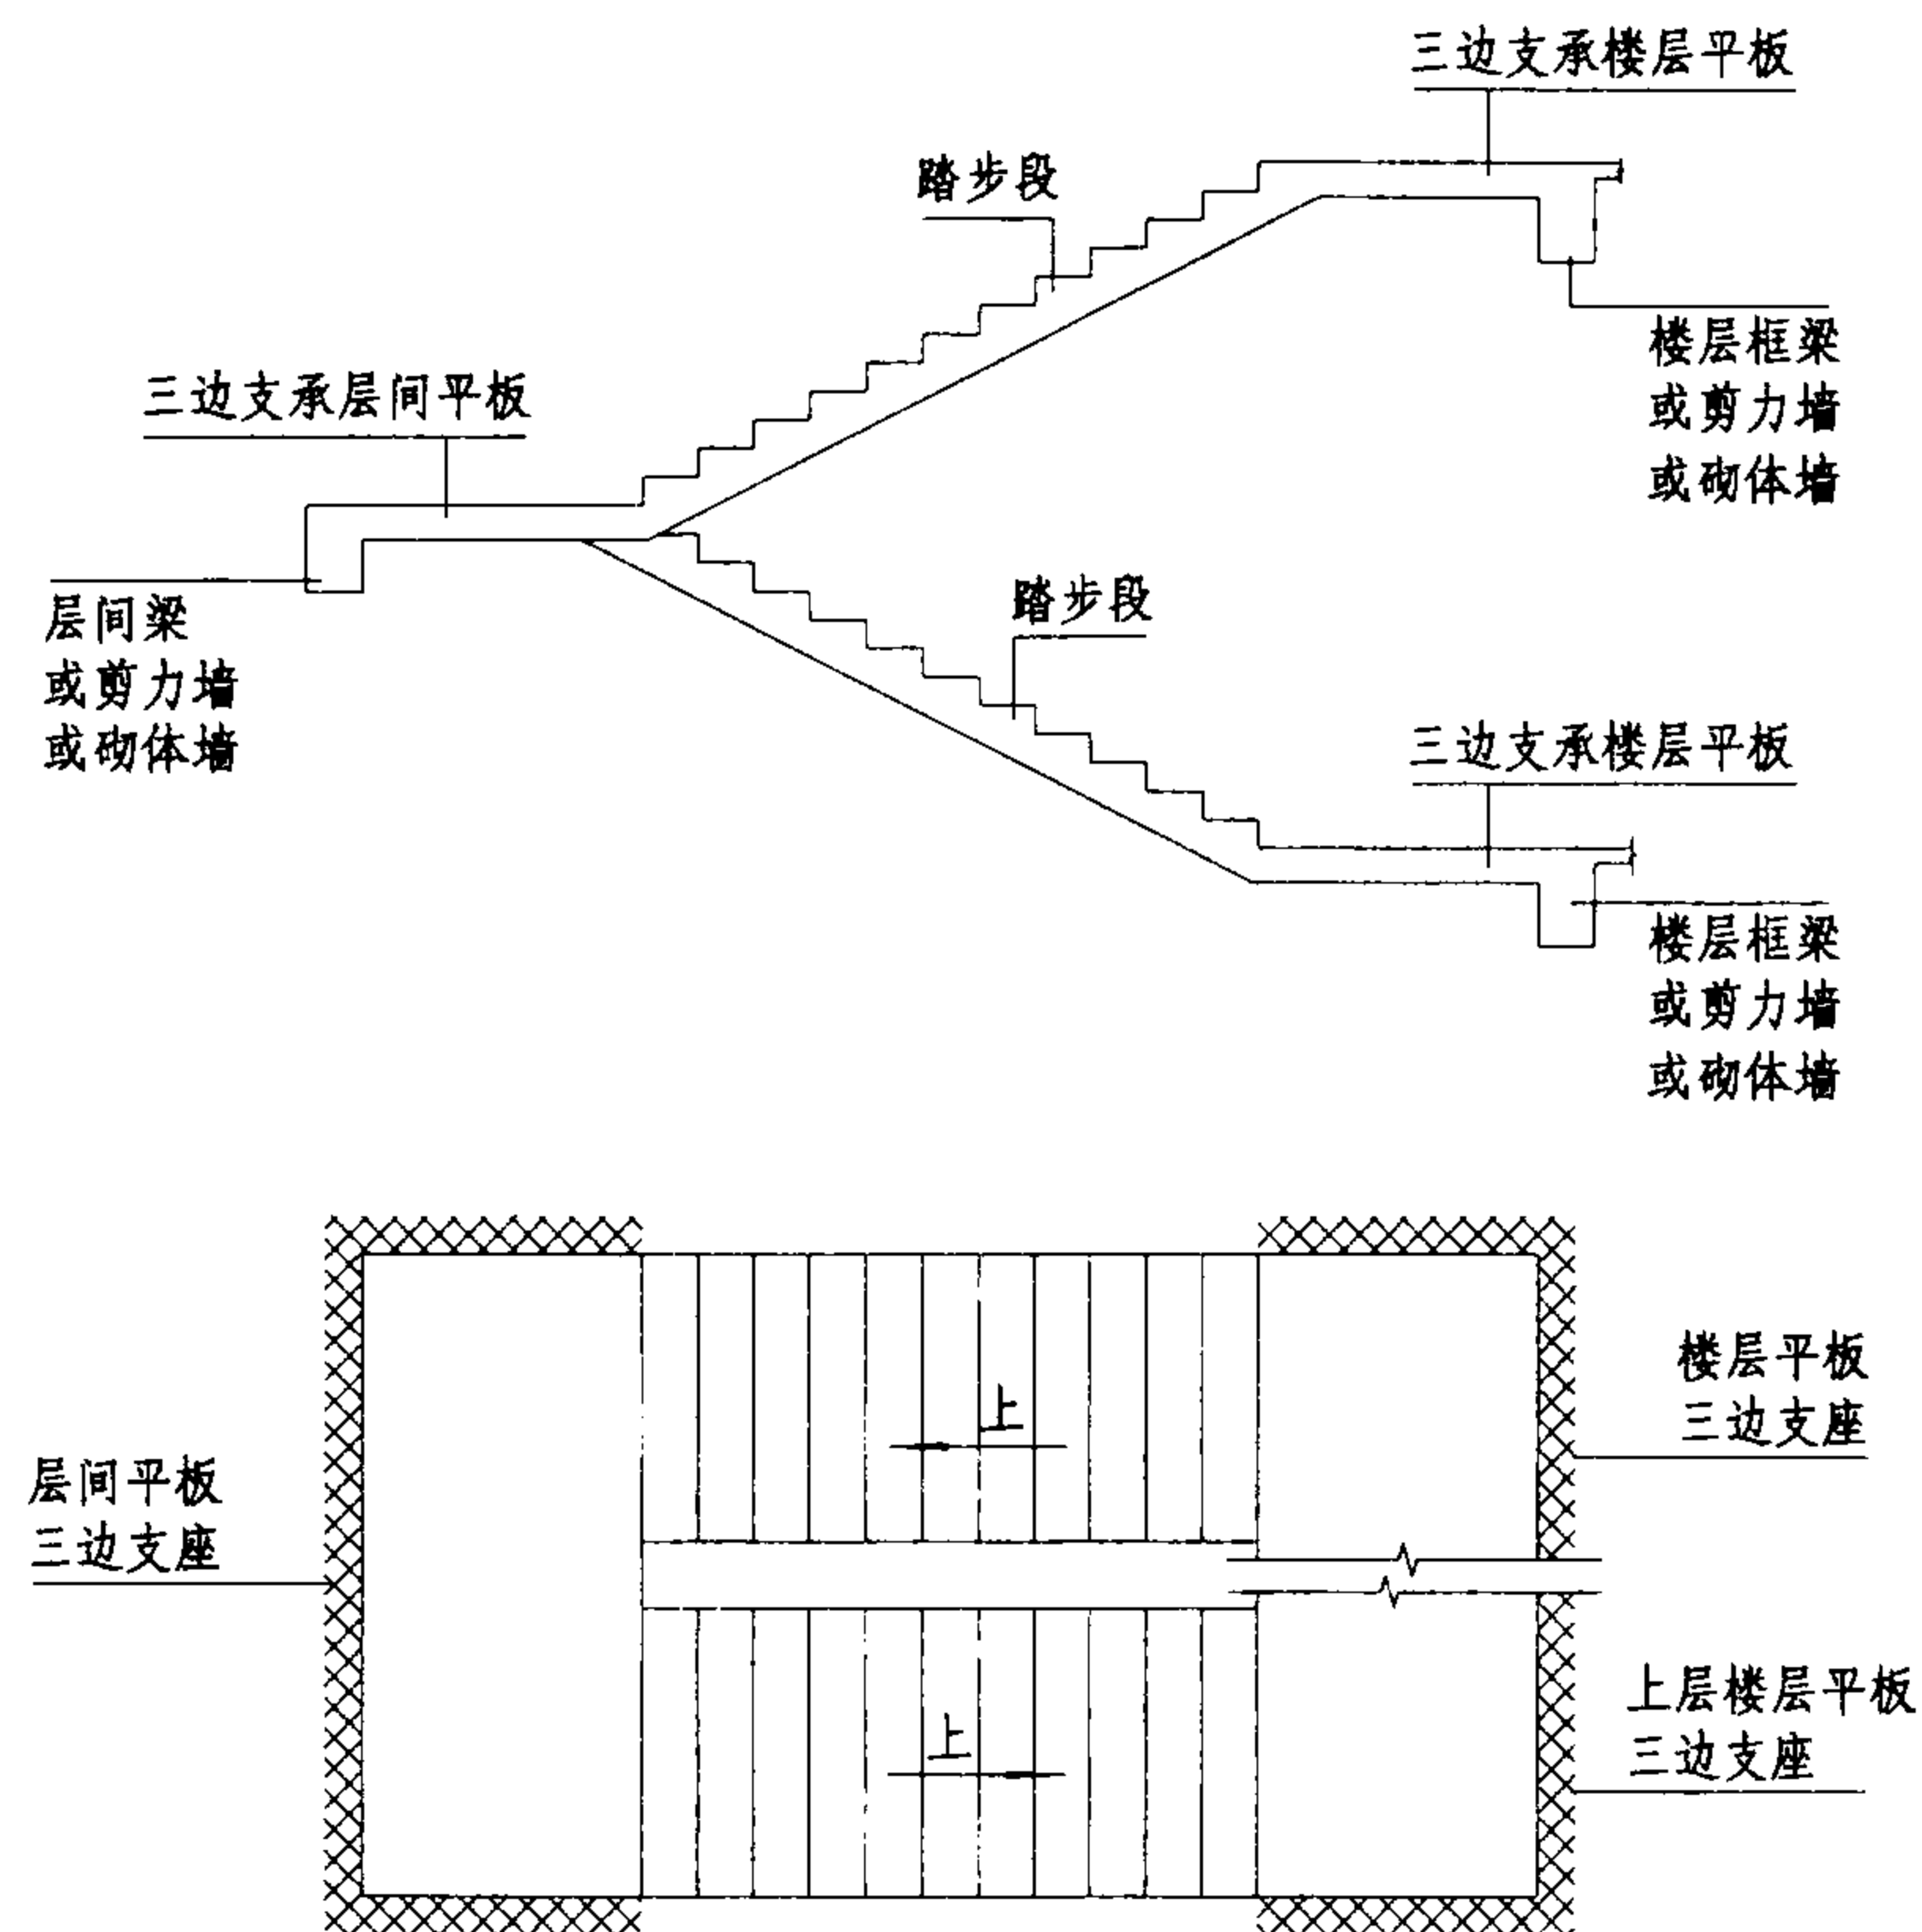 三边支承楼层平板
踏步段
楼层框梁
或剪力墙
或砌体墙
三边支承层间平板
层间梁
或剪力墙
或砌体墙
踏步段
三边支承楼层平板
楼层框梁
或剪力墙
或砌体墙
楼层平板
三边支座
上
层间平板
三边支座
上层楼层平板
三边支座
上